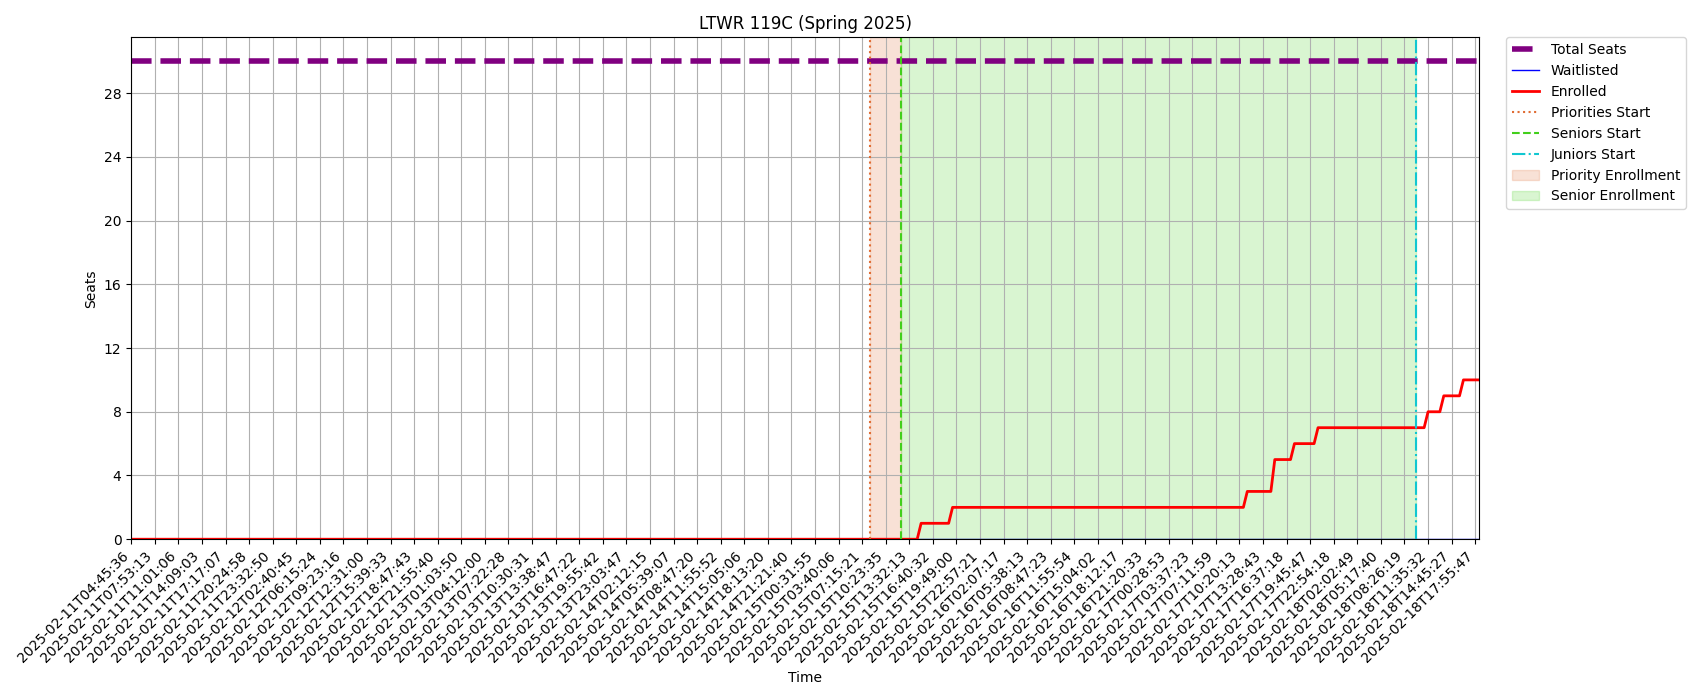 LTWR 119C (Spring 2025)
Total Seats
Waitlisted
Enrolled
Priorities Start
Seniors Start
Juniors Start
Priority Enrollment
Senior Enrollment
Seats
28
24
20
16
12
8
4
0
2025-02-11T04:45:36
2025-02-11T07:53:13
2025-02-11T11:01:06
2025-02-11T14:09:03
2025-02-11T17:17:07
2025-02-11T20:24:58
2025-02-11T23:32:50
2025-02-12T02:40:45
2025-02-12T06:15:24
2025-02-12T09:23:16
2025-02-12T12:31:00
2025-02-12T15:39:33
2025-02-12T18:47:43
2025-02-12T21:55:40
2025-02-13T01:03:50
2025-02-13T04:12:00
2025-02-13T07:22:28
2025-02-13T10:30:31
2025-02-13T13:38:47
2025-02-13T16:47:22
2025-02-13T19:55:42
2025-02-13T23:03:47
2025-02-14T02:12:15
2025-02-14T05:39:07
2025-02-14T08:47:20
2025-02-14T11:55:52
2025-02-14T15:05:06
2025-02-14T18:13:20
2025-02-14T21:21:40
2025-02-15T00:31:55
2025-02-15T03:40:06
2025-02-15T07:15:21
2025-02-15T10:23:35
2025-02-15T13:32:13
2025-02-15T16:40:32
2025-02-15T19:49:00
2025-02-15T22:57:21
2025-02-16T02:07:17
2025-02-16T05:38:13
2025-02-16T08:47:23
2025-02-16T11:55:54
2025-02-16T15:04:02
2025-02-16T18:12:17
2025-02-16T21:20:33
2025-02-17T00:28:53
2025-02-17T03:37:23
2025-02-17T07:11:59
2025-02-17T10:20:13
2025-02-17T13:28:43
2025-02-17T16:37:18
2025-02-17T19:45:47
2025-02-17T22:54:18
2025-02-18T02:02:49
2025-02-18T05:17:40
2025-02-18T08:26:19
2025-02-18T11:35:32
2025-02-18T14:45:27
2025-02-18T17:55:47
Time